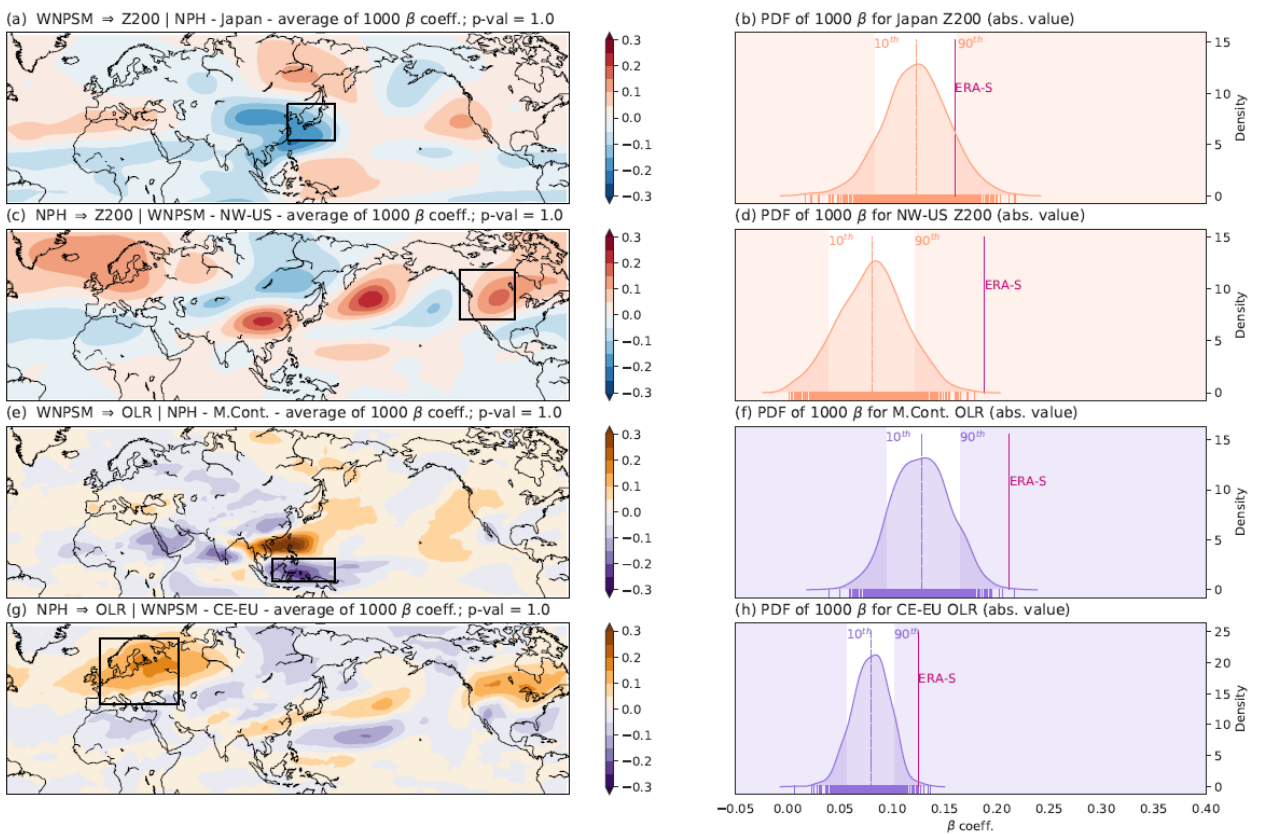 (a) WNPSM ⇒ Z200 | NPH - Japan - average of 1000 β coeff.; p-val = 1.0
0.3
0.2
0.1
0.0
−0.1
−0.2
−0.3
(b) PDF of 1000 β for Japan Z200 (abs. value)
10th
90th
ERA-S
15
10
5
0
Density
(c) NPH ⇒ Z200 | WNPSM - NW-US - average of 1000 β coeff.; p-val = 1.0
0.3
0.2
0.1
0.0
−0.1
−0.2
−0.3
(d) PDF of 1000 β for NW-US Z200 (abs. value)
10th
90th
ERA-S
15
10
5
0
Density
(e) WNPSM ⇒ OLR | NPH - M.Cont. - average of 1000 β coeff.; p-val = 1.0
0.3
0.2
0.1
0.0
−0.1
−0.2
−0.3
(f) PDF of 1000 β for M.Cont. OLR (abs. value)
10th
90th
ERA-S
15
10
5
0
Density
(g) NPH ⇒ OLR | WNPSM - CE-EU - average of 1000 β coeff.; p-val = 1.0
0.3
0.2
0.1
0.0
−0.1
−0.2
−0.3
(h) PDF of 1000 β for CE-EU OLR (abs. value)
10th
90th
ERA-S
25
20
15
10
5
0
Density
−0.05 0.00 0.05 0.10 0.15 0.20 0.25 0.30 0.35 0.40
β coeff.